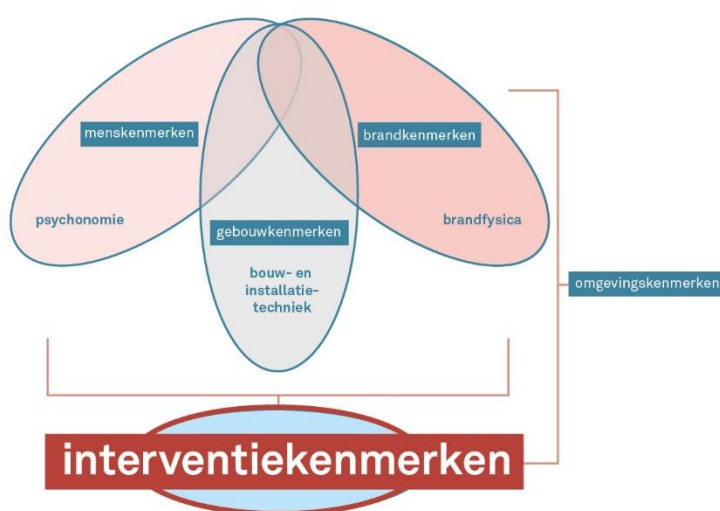 menskenmerken
brandkenmerken
psychonomie
brandfysica
gebouwkenmerken
bouw- en
installatie-
techniek
omgevingskenmerken
interventiekenmerken